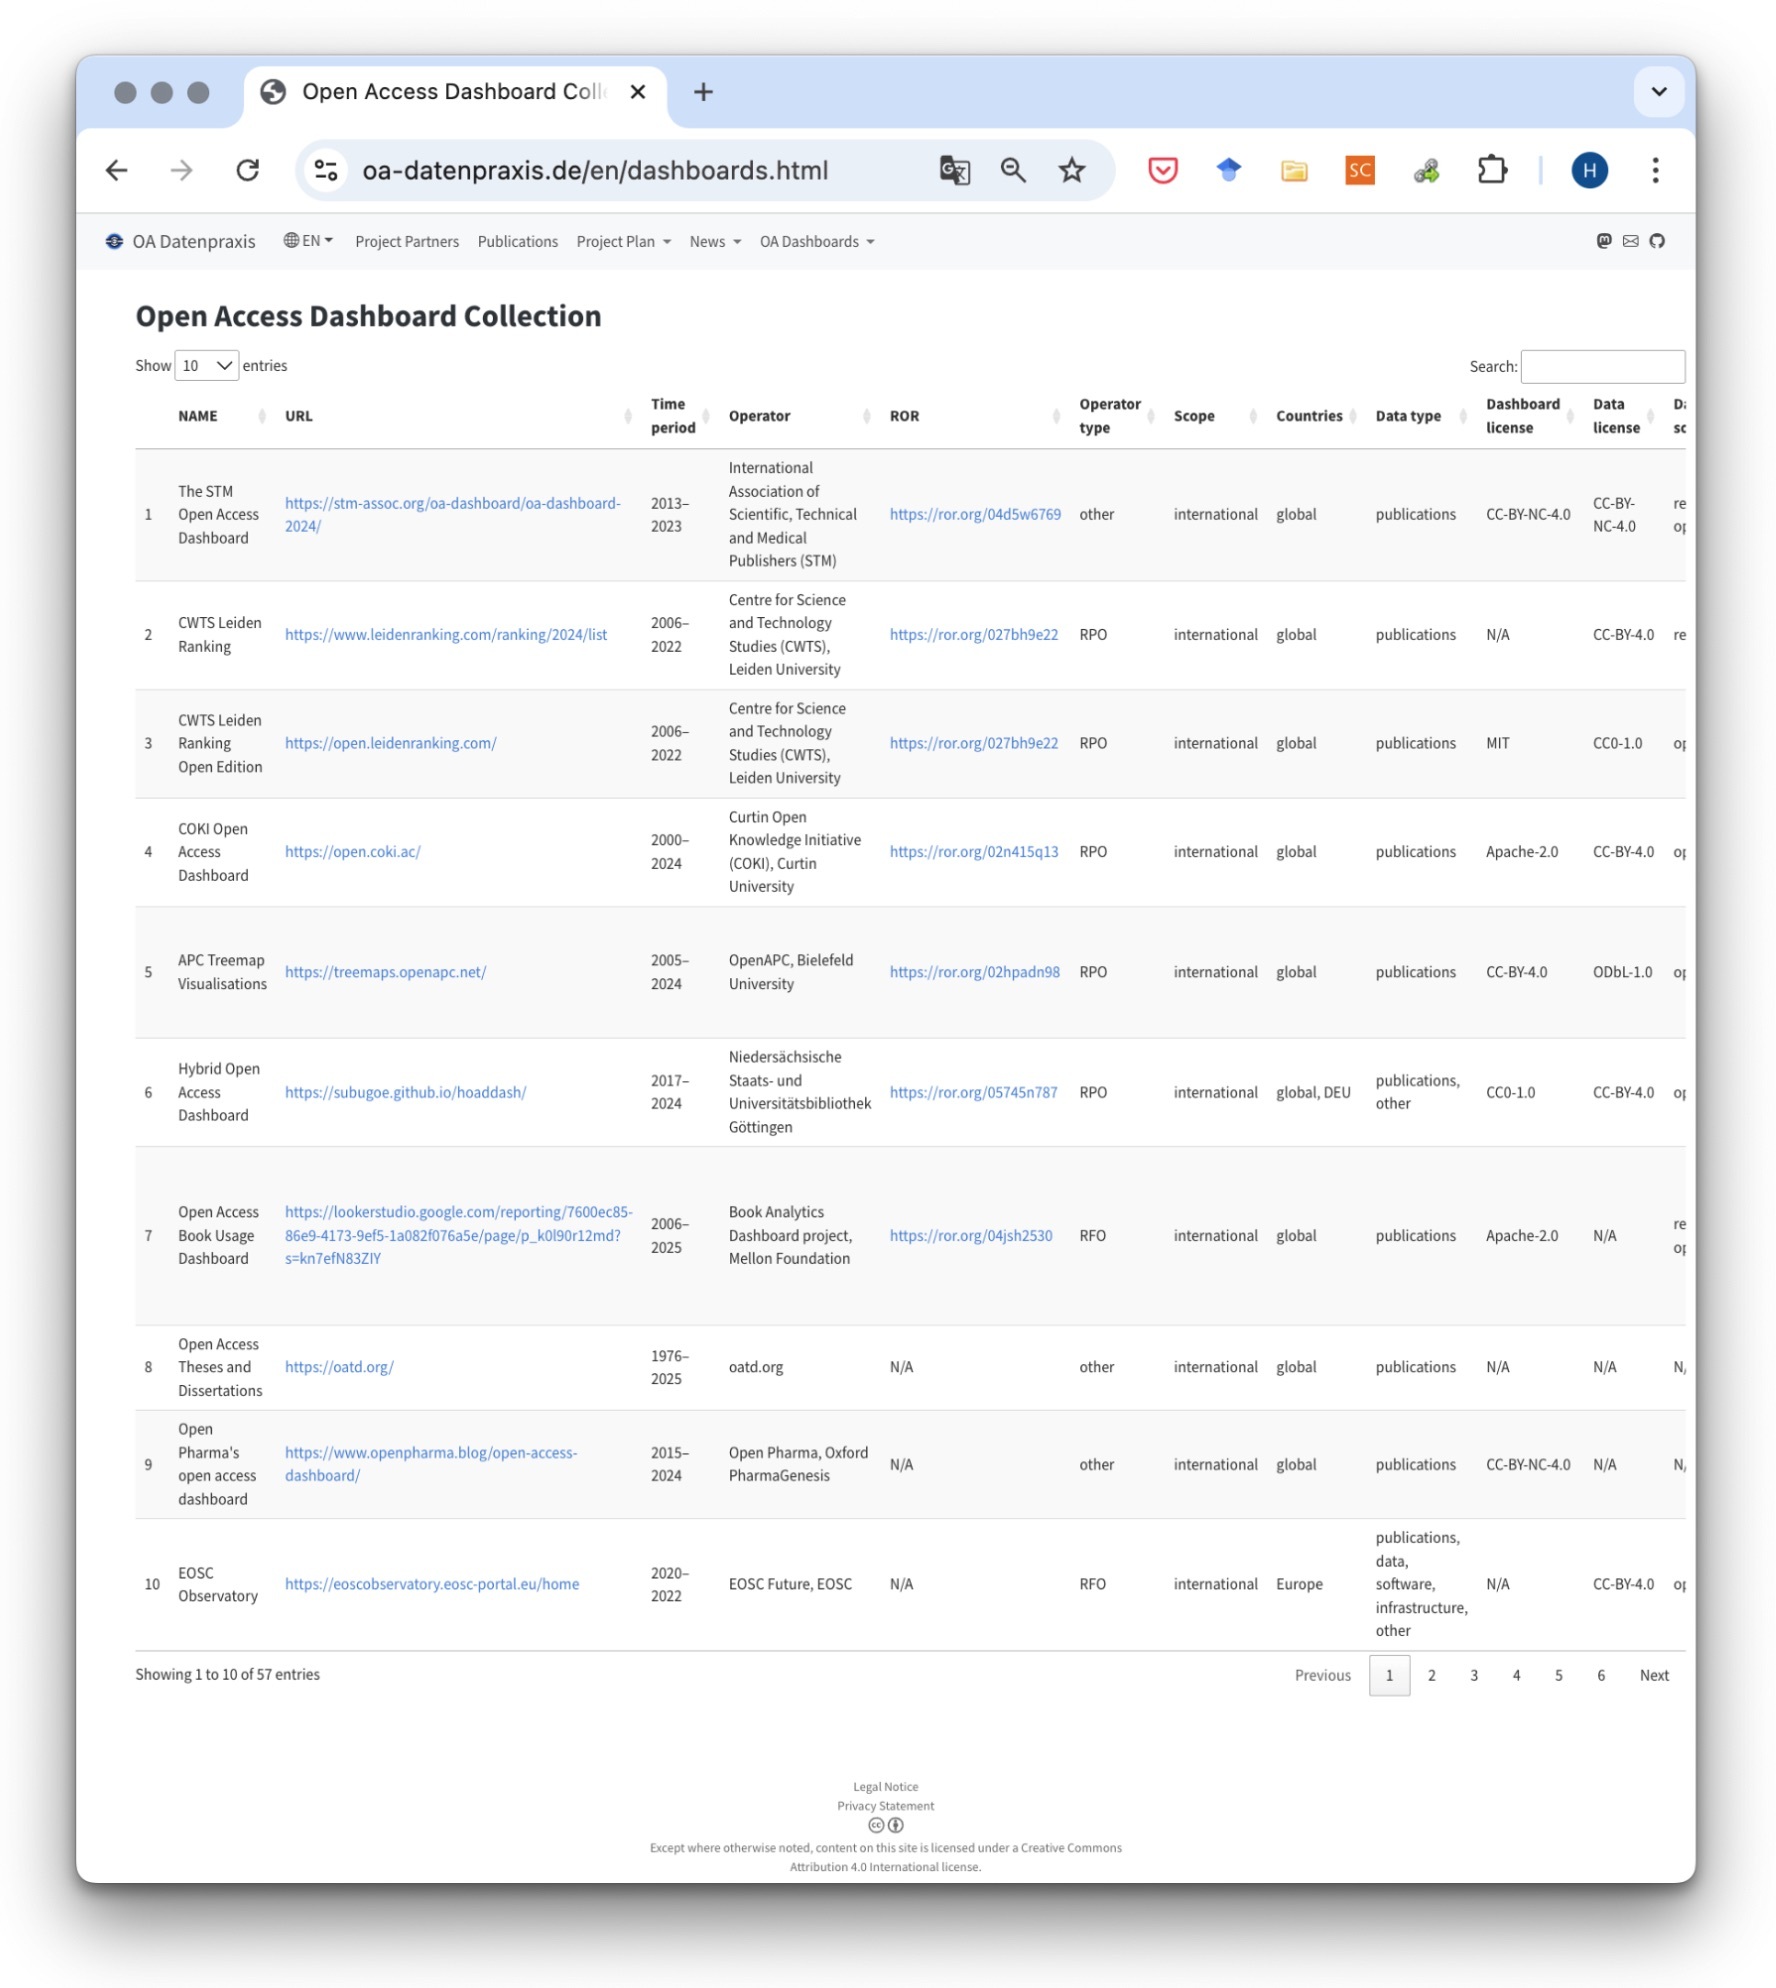 Open Access Dashboard Coll
oa-datenpraxis.de/en/dashboards.html
SC
H
OA Datenpraxis EN Project Partners Publications Project Plan News OA Dashboards
Open Access Dashboard Collection
Show 10 entries
Search:
NAME URL Time period Operator ROR Operator type Scope Countries Data type Dashboard license Data license
1 The STM Open Access Dashboard https://stm-assoc.org/oa-dashboard/oa-dashboard-2024/ 2013–2023 International Association of Scientific, Technical and Medical Publishers (STM) https://ror.org/04d5w6769 other international global publications CC-BY-NC-4.0 CC-BY-NC-4.0 re op
2 CWTS Leiden Ranking https://www.leidenranking.com/ranking/2024/list 2006–2022 Centre for Science and Technology Studies (CWTS), Leiden University https://ror.org/027bh9e22 RPO international global publications N/A CC-BY-4.0 re
3 CWTS Leiden Ranking Open Edition https://open.leidenranking.com/ 2006–2022 Centre for Science and Technology Studies (CWTS), Leiden University https://ror.org/027bh9e22 RPO international global publications MIT CC0-1.0 op
4 COKI Open Access Dashboard https://open.coki.ac/ 2000–2024 Curtin Open Knowledge Initiative (COKI), Curtin University https://ror.org/02n415q13 RPO international global publications Apache-2.0 CC-BY-4.0 op
5 APC Treemap Visualisations https://treemaps.openapc.net/ 2005–2024 OpenAPC, Bielefeld University https://ror.org/02hpadn98 RPO international global publications CC-BY-4.0 ODbL-1.0 op
6 Hybrid Open Access Dashboard https://subugoe.github.io/hoaddash/ 2017–2024 Niedersächsische Staats- und Universitätsbibliothek Göttingen https://ror.org/05745n787 RPO international global, DEU publications, other CC0-1.0 CC-BY-4.0 op
7 Open Access Book Usage Dashboard https://lookerstudio.google.com/reporting/7600ec85-86e9-4173-9ef5-1a082f076a5e/page/p_k0l90r12md?s=kn7efN83ZIY 2006–2025 Book Analytics Dashboard project, Mellon Foundation https://ror.org/04jsh2530 RFO international global publications Apache-2.0 N/A re op
8 Open Access Theses and Dissertations https://oatd.org/ 1976–2025 oatd.org N/A other international global publications N/A N/A N/
9 Open Pharma's open access dashboard https://www.openpharma.blog/open-access-dashboard/ 2015–2024 Open Pharma, Oxford PharmaGenesis N/A other international global publications CC-BY-NC-4.0 N/A N/
10 EOSC Observatory https://eoscobservatory.eosc-portal.eu/home 2020–2022 EOSC Future, EOSC N/A RFO international Europe publications, data, software, infrastructure, other N/A CC-BY-4.0 op
Showing 1 to 10 of 57 entries
Previous 1 2 3 4 5 6 Next
Legal Notice
Privacy Statement
Except where otherwise noted, content on this site is licensed under a Creative Commons
Attribution 4.0 International license.